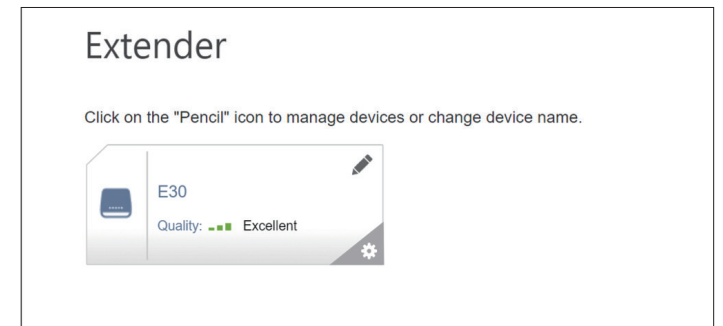 Extender
Click on the "Pencil" icon to manage devices or change device name.
E30
Quality: Excellent